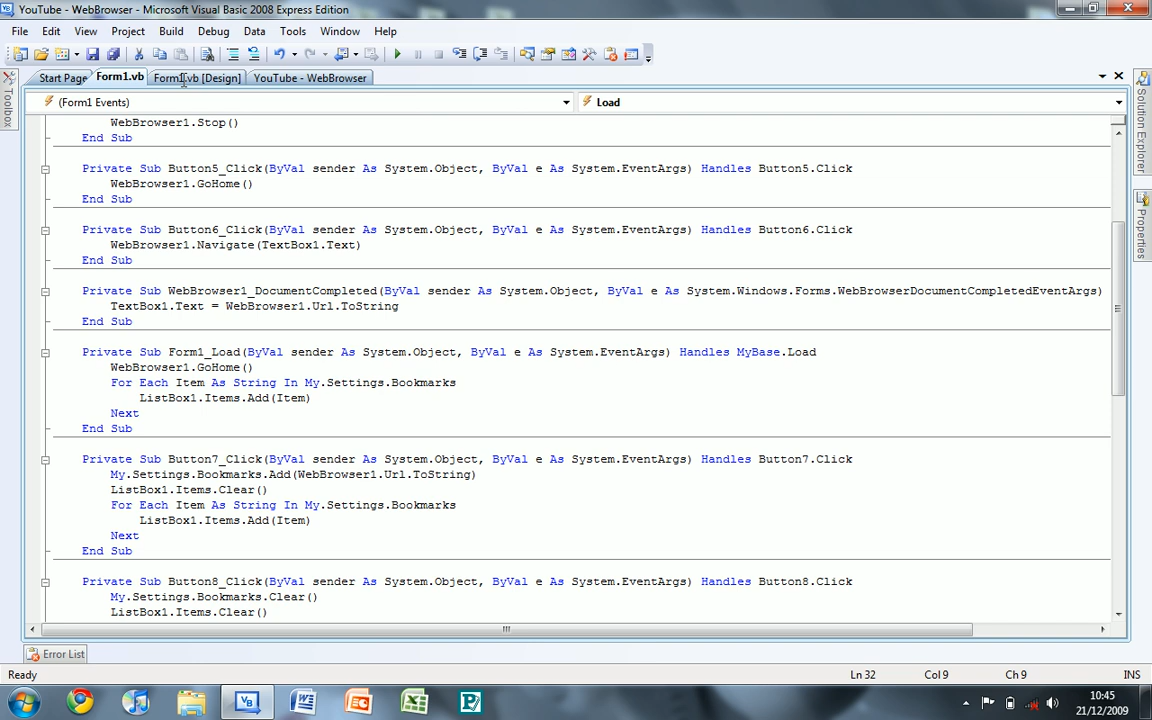 YouTube - WebBrowser - Microsoft Visual Basic 2008 Express Edition
File Edit View Project Build Debug Data Tools Window Help
Start Page Form1.vb Form1.vb [Design] YouTube - WebBrowser
Toolbox
(Form1 Events) Load
WebBrowser1.Stop()
End Sub
Private Sub Button5_Click(ByVal sender As System.Object, ByVal e As System.EventArgs) Handles Button5.Click
WebBrowser1.GoHome()
End Sub
Private Sub Button6_Click(ByVal sender As System.Object, ByVal e As System.EventArgs) Handles Button6.Click
WebBrowser1.Navigate(TextBox1.Text)
End Sub
Private Sub WebBrowser1_DocumentCompleted(ByVal sender As System.Object, ByVal e As System.Windows.Forms.WebBrowserDocumentCompletedEventArgs)
TextBox1.Text = WebBrowser1.Url.ToString
End Sub
Private Sub Form1_Load(ByVal sender As System.Object, ByVal e As System.EventArgs) Handles MyBase.Load
WebBrowser1.GoHome()
For Each Item As String In My.Settings.Bookmarks
ListBox1.Items.Add(Item)
Next
End Sub
Private Sub Button7_Click(ByVal sender As System.Object, ByVal e As System.EventArgs) Handles Button7.Click
My.Settings.Bookmarks.Add(WebBrowser1.Url.ToString)
ListBox1.Items.Clear()
For Each Item As String In My.Settings.Bookmarks
ListBox1.Items.Add(Item)
Next
End Sub
Private Sub Button8_Click(ByVal sender As System.Object, ByVal e As System.EventArgs) Handles Button8.Click
My.Settings.Bookmarks.Clear()
ListBox1.Items.Clear()
Solution Explorer
Properties
Error List
Ready Ln 32 Col 9 Ch 9 INS
10:45
21/12/2009